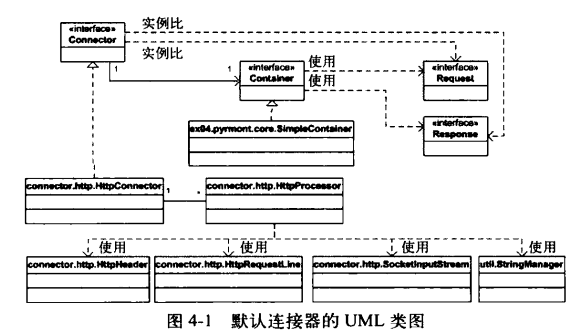 «interface»
Connector
实例比
实例比
1
1
«interface»
Container
使用
使用
«interface»
Request
«interface»
Response
ex04.pyrmont.core.SimpleContainer
connector.http.HttpConnector
1
*
connector.http.HttpProcessor
使用
使用
使用
使用
connector.http.HttpHeader
connector.http.HttpRequestLine
connector.http.SocketInputStream
util.StringManager
图 4-1 默认连接器的 UML 类图